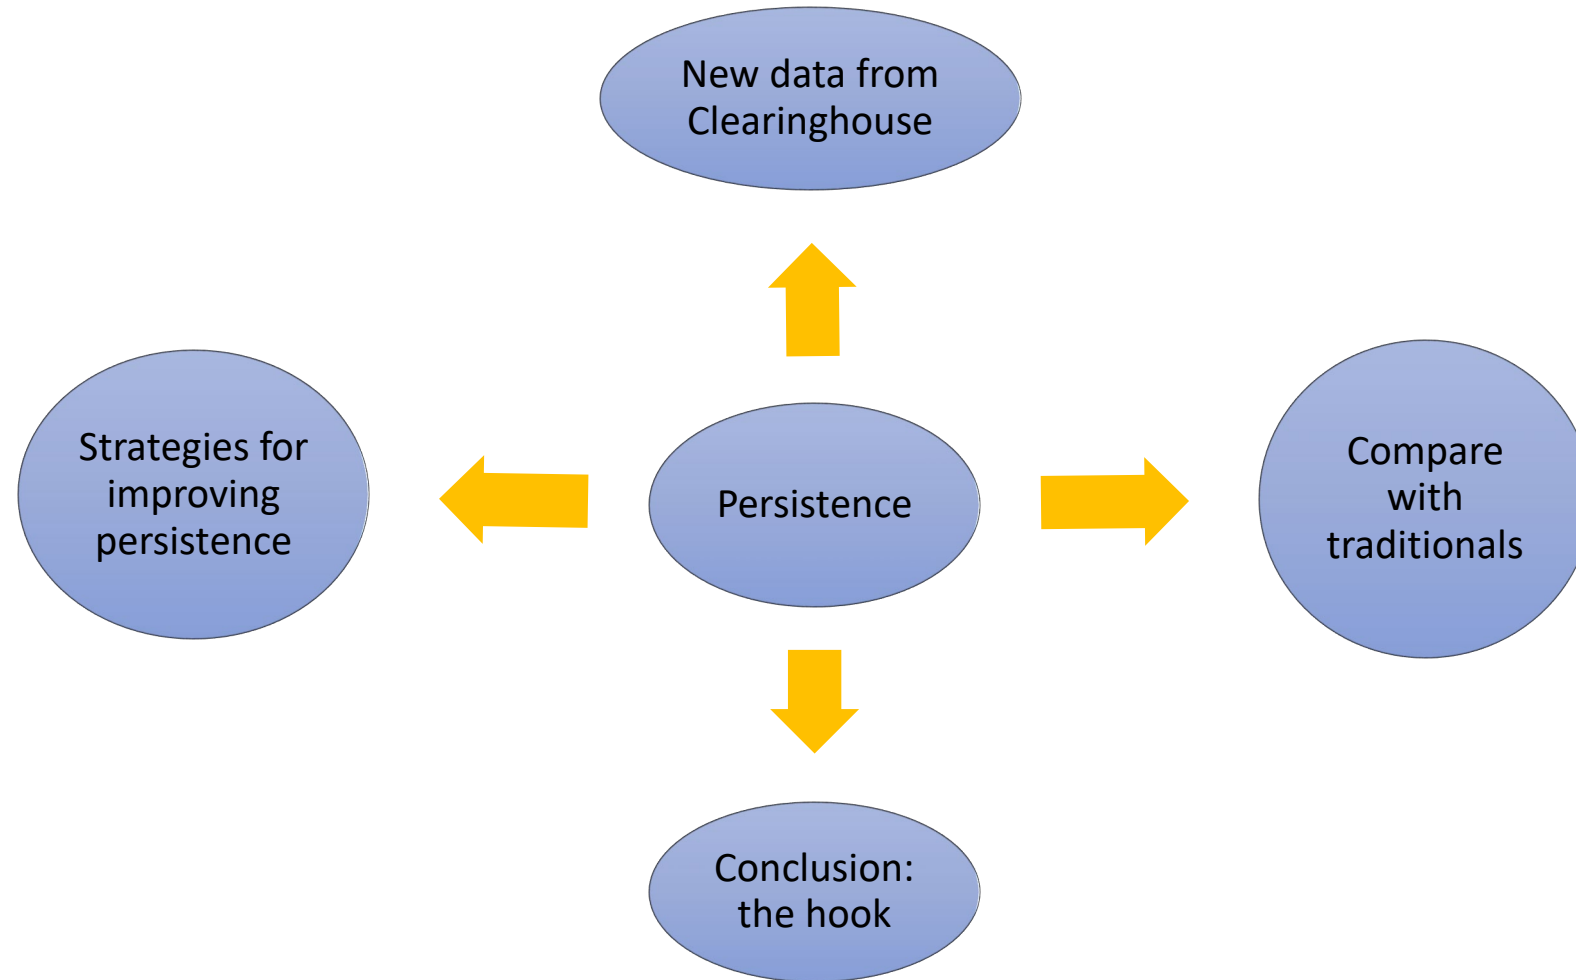 New data from
Clearinghouse
Strategies for
improving
persistence
Persistence
Compare
with
traditionals
Conclusion:
the hook